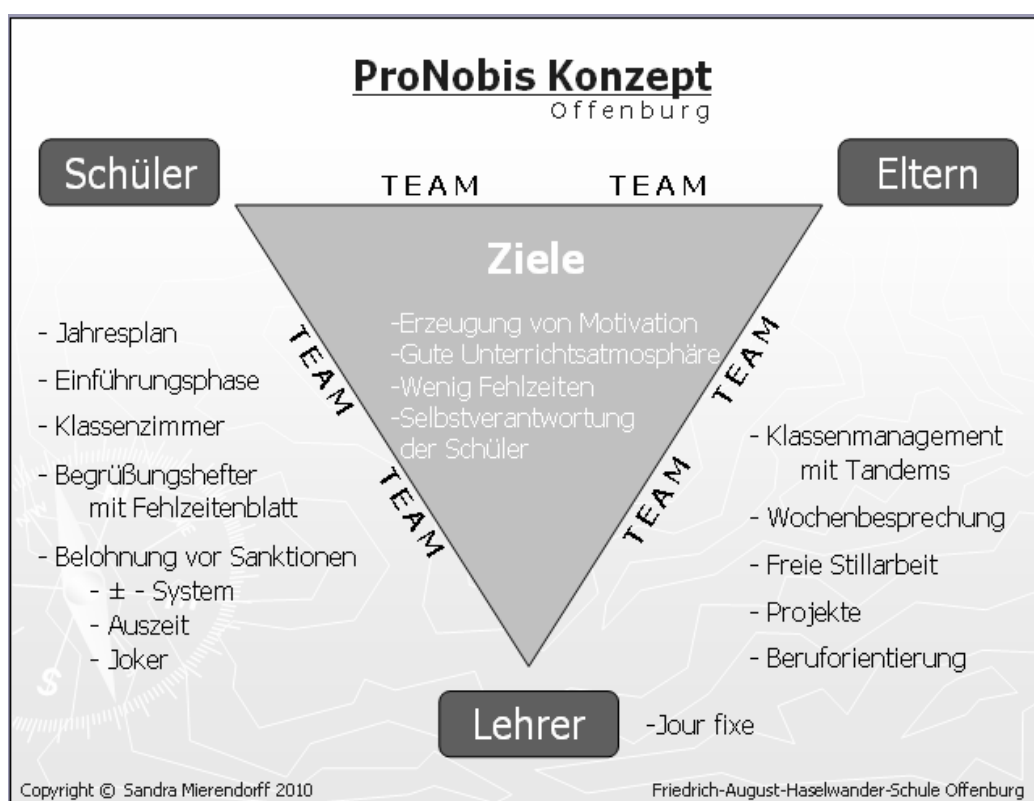 ProNobis Konzept
Offenburg
Schüler
Eltern
TEAM TEAM
Ziele
-Erzeugung von Motivation
-Gute Unterrichtsatmosphäre
-Wenig Fehlzeiten
-Selbstverantwortung
der Schüler
TEAM
TEAM
TEAM
TEAM
- Jahresplan
- Einführungsphase
- Klassenzimmer
- Begrüßungshefter
mit Fehlzeitenblatt
- Belohnung vor Sanktionen
- ± - System
- Auszeit
- Joker
- Klassenmanagement
mit Tandems
- Wochenbesprechung
- Freie Stillarbeit
- Projekte
- Beruforientierung
Lehrer
-Jour fixe
S
Copyright © Sandra Mierendorff 2010
Friedrich-August-Haselwander-Schule Offenburg